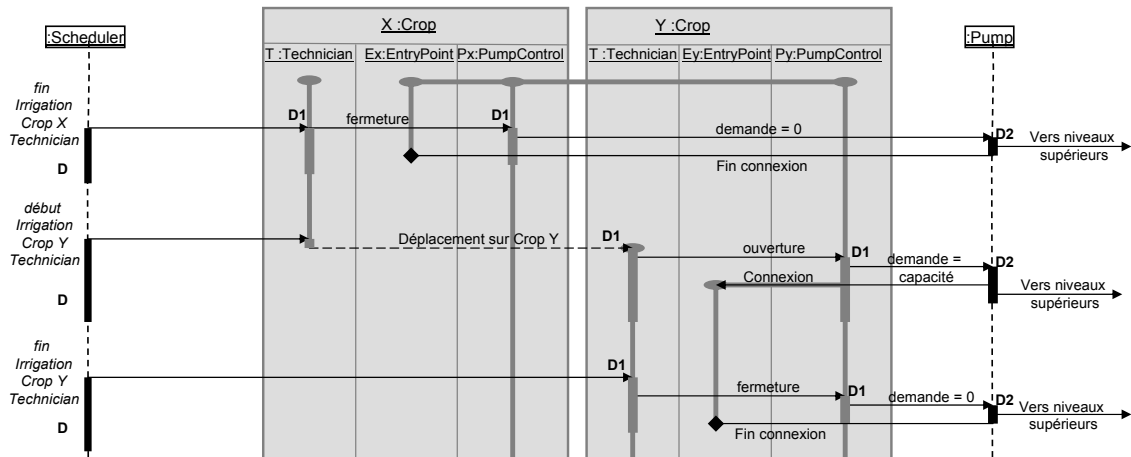 X :Crop
Y :Crop
:Scheduler
:Pump
T :Technician
Ex:EntryPoint
Px:PumpControl
T :Technician
Ey:EntryPoint
Py:PumpControl
fin
Irrigation
Crop X
Technician
D
D1
fermeture
D1
demande = 0
D2
Vers niveaux
supérieurs
Fin connexion
début
Irrigation
Crop Y
Technician
D
Déplacement sur Crop Y
D1
ouverture
D1
demande =
capacité
D2
Connexion
Vers niveaux
supérieurs
fin
Irrigation
Crop Y
Technician
D
D1
fermeture
D1
demande = 0
D2
Vers niveaux
supérieurs
Fin connexion